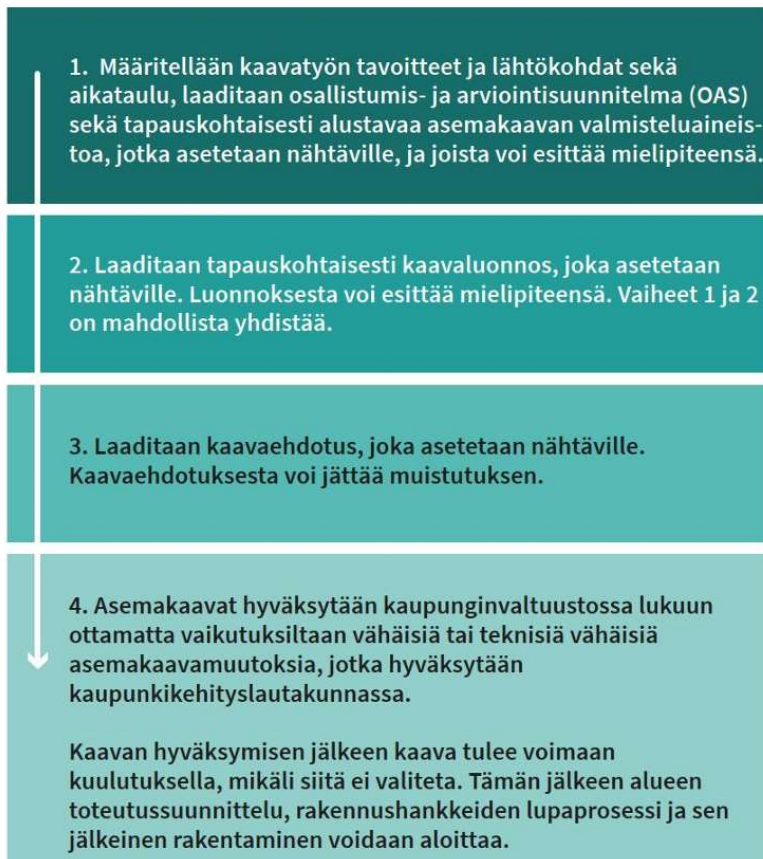 1. Määritellään kaavatyön tavoitteet ja lähtökohdat sekä
aikataulu, laaditaan osallistumis- ja arviointisuunnitelma (OAS)
sekä tapauskohtaisesti alustavaa asemakaavan valmisteluaineis-
toa, jotka asetetaan nähtäville, ja joista voi esittää mielipiteensä.
2. Laaditaan tapauskohtaisesti kaavaluonnos, joka asetetaan
nähtäville. Luonnoksesta voi esittää mielipiteensä. Vaiheet 1 ja 2
on mahdollista yhdistää.
3. Laaditaan kaavaehdotus, joka asetetaan nähtäville.
Kaavaehdotuksesta voi jättää muistutuksen.
4. Asemakaavat hyväksytään kaupunginvaltuustossa lukuun
ottamatta vaikutuksiltaan vähäisiä tai teknisiä vähäisiä
asemakaavamuutoksia, jotka hyväksytään
kaupunkikehityslautakunnassa.
Kaavan hyväksymisen jälkeen kaava tulee voimaan
kuulutuksella, mikäli siitä ei valiteta. Tämän jälkeen alueen
toteutussuunnittelu, rakennushankkeiden lupaprosessi ja sen
jälkeinen rakentaminen voidaan aloittaa.